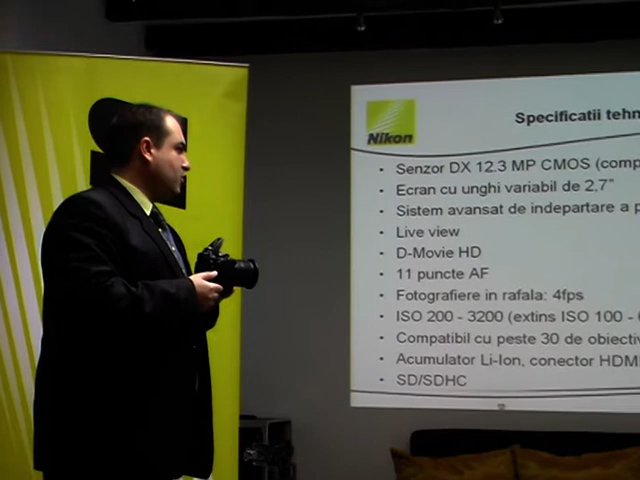 Nikon
Specificatii tehn
Senzor DX 12.3 MP CMOS (comp
Ecran cu unghi variabil de 2,7"
Sistem avansat de indepartare a p
Live view
D-Movie HD
11 puncte AF
Fotografiere in rafala: 4fps
ISO 200 - 3200 (extins ISO 100 -
Compatibil cu peste 30 de obiectiv
Acumulator Li-Ion, conector HDMI
SD/SDHC